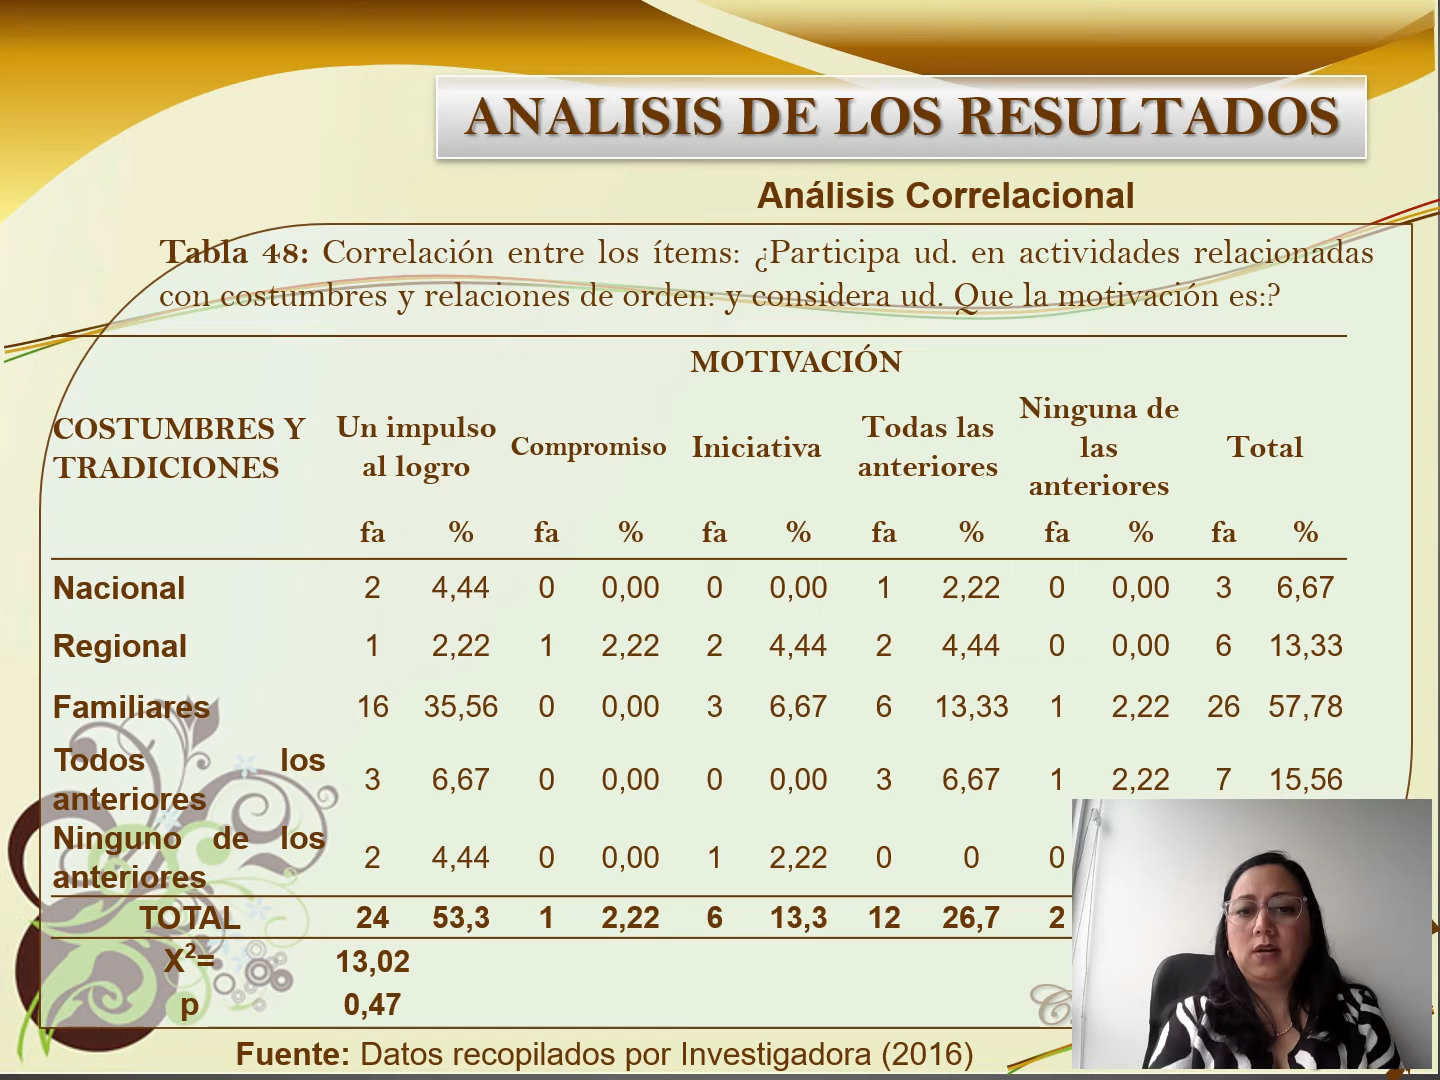 ANALISIS DE LOS RESULTADOS
Análisis Correlacional
Tabla 48: Correlación entre los ítems: ¿Participa ud. en actividades relacionadas
con costumbres y relaciones de orden: y considera ud. Que la motivación es:?
MOTIVACIÓN
COSTUMBRES Y TRADICIONES
Un impulso al logro
Compromiso
Iniciativa
Todas las anteriores
Ninguna de las anteriores
Total
fa % fa % fa % fa % fa % fa %
Nacional 2 4,44 0 0,00 0 0,00 1 2,22 0 0,00 3 6,67
Regional 1 2,22 1 2,22 2 4,44 2 4,44 0 0,00 6 13,33
Familiares 16 35,56 0 0,00 3 6,67 6 13,33 1 2,22 26 57,78
Todos los anteriores 3 6,67 0 0,00 0 0,00 3 6,67 1 2,22 7 15,56
Ninguno de los anteriores 2 4,44 0 0,00 1 2,22 0 0 0
TOTAL 24 53,3 1 2,22 6 13,3 12 26,7 2
X²= 13,02
p 0,47
Fuente: Datos recopilados por Investigadora (2016)